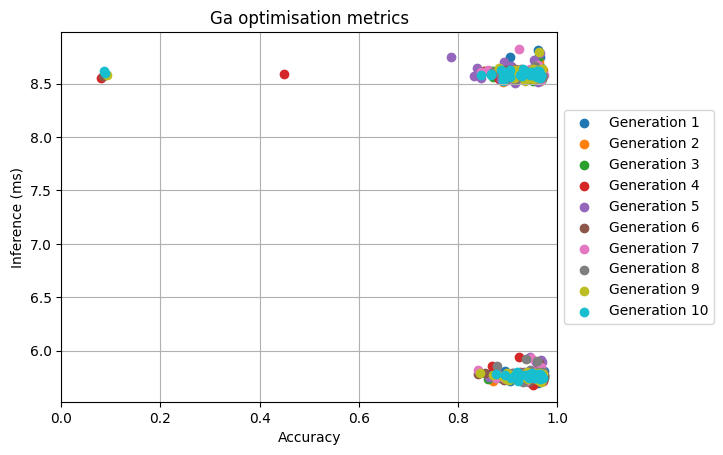 Ga optimisation metrics
Inference (ms)
8.5
8.0
7.5
7.0
6.5
6.0
0.0
0.2
0.4
0.6
0.8
1.0
Accuracy
Generation 1
Generation 2
Generation 3
Generation 4
Generation 5
Generation 6
Generation 7
Generation 8
Generation 9
Generation 10